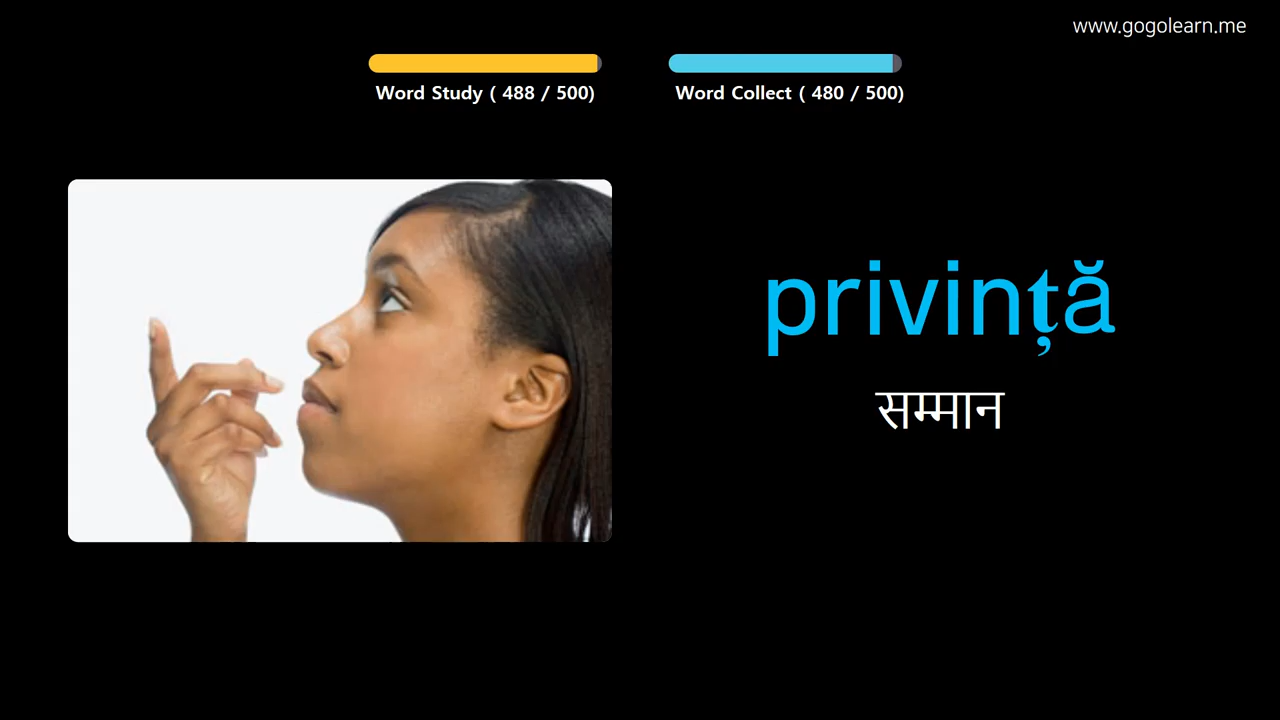 www.gogolearn.me
Word Study ( 488 / 500)
Word Collect ( 480 / 500)
privință
सम्मान